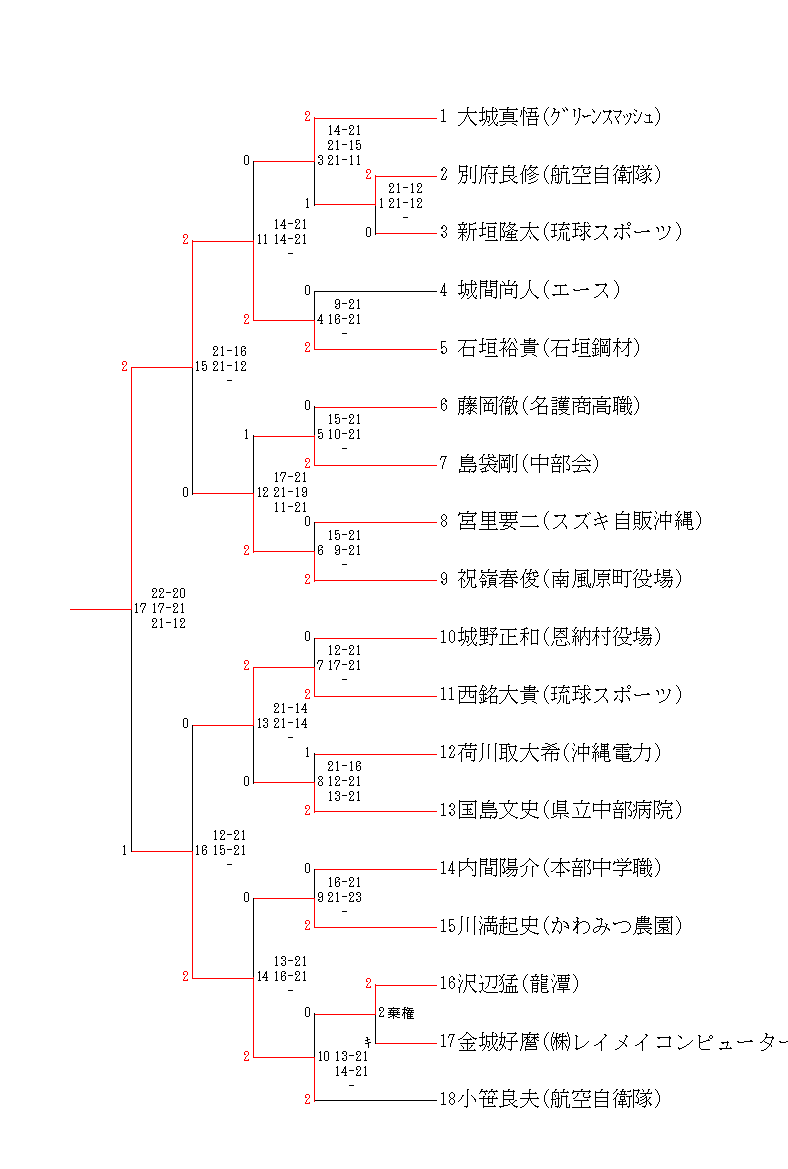 2 1 大城真悟(ｸﾞﾘｰﾝｽﾏｯｼｭ)
14-21
21-15
0 3 21-11
2 2 別府良修(航空自衛隊)
21-12
1 1 21-12
-
14-21
0 3 新垣隆太(琉球スポーツ)
2 11 14-21
-
0 4 城間尚人(エース)
9-21
2 4 16-21
-
2 5 石垣裕貴(石垣鋼材)
21-16
2 15 21-12
-
0 6 藤岡徹(名護商高職)
15-21
1 5 10-21
-
2 7 島袋剛(中部会)
17-21
0 12 21-19
11-21
0 8 宮里要二(スズキ自販沖縄)
15-21
2 6 9-21
-
2 9 祝嶺春俊(南風原町役場)
22-20
17 17-21
21-12
0 10城野正和(恩納村役場)
12-21
2 7 17-21
-
2 11西銘大貴(琉球スポーツ)
21-14
0 13 21-14
-
1 12荷川取大希(沖縄電力)
21-16
0 8 12-21
13-21
2 13国島文史(県立中部病院)
12-21
1 16 15-21
-
0 14内間陽介(本部中学職)
16-21
0 9 21-23
-
2 15川満起史(かわみつ農園)
13-21
2 14 16-21
-
2 16沢辺猛(龍潭)
0 2 棄権
ｷ 17金城好麿(㈱レイメイコンピューター
2 10 13-21
14-21
-
2 18小笹良夫(航空自衛隊)